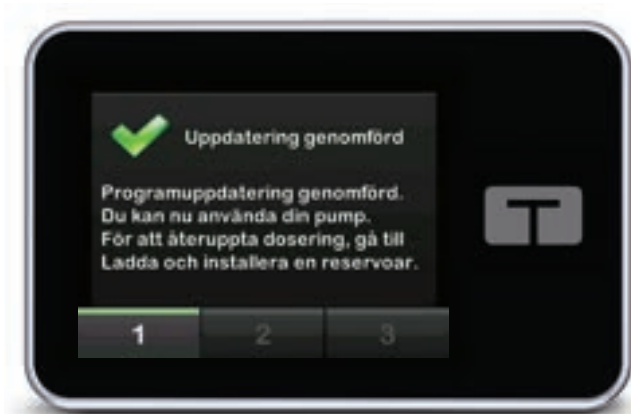 Uppdatering genomförd
Programuppdatering genomförd.
Du kan nu använda din pump.
För att återuppta dosering, gå till
Ladda och installera en reservoar.
1 2 3
T